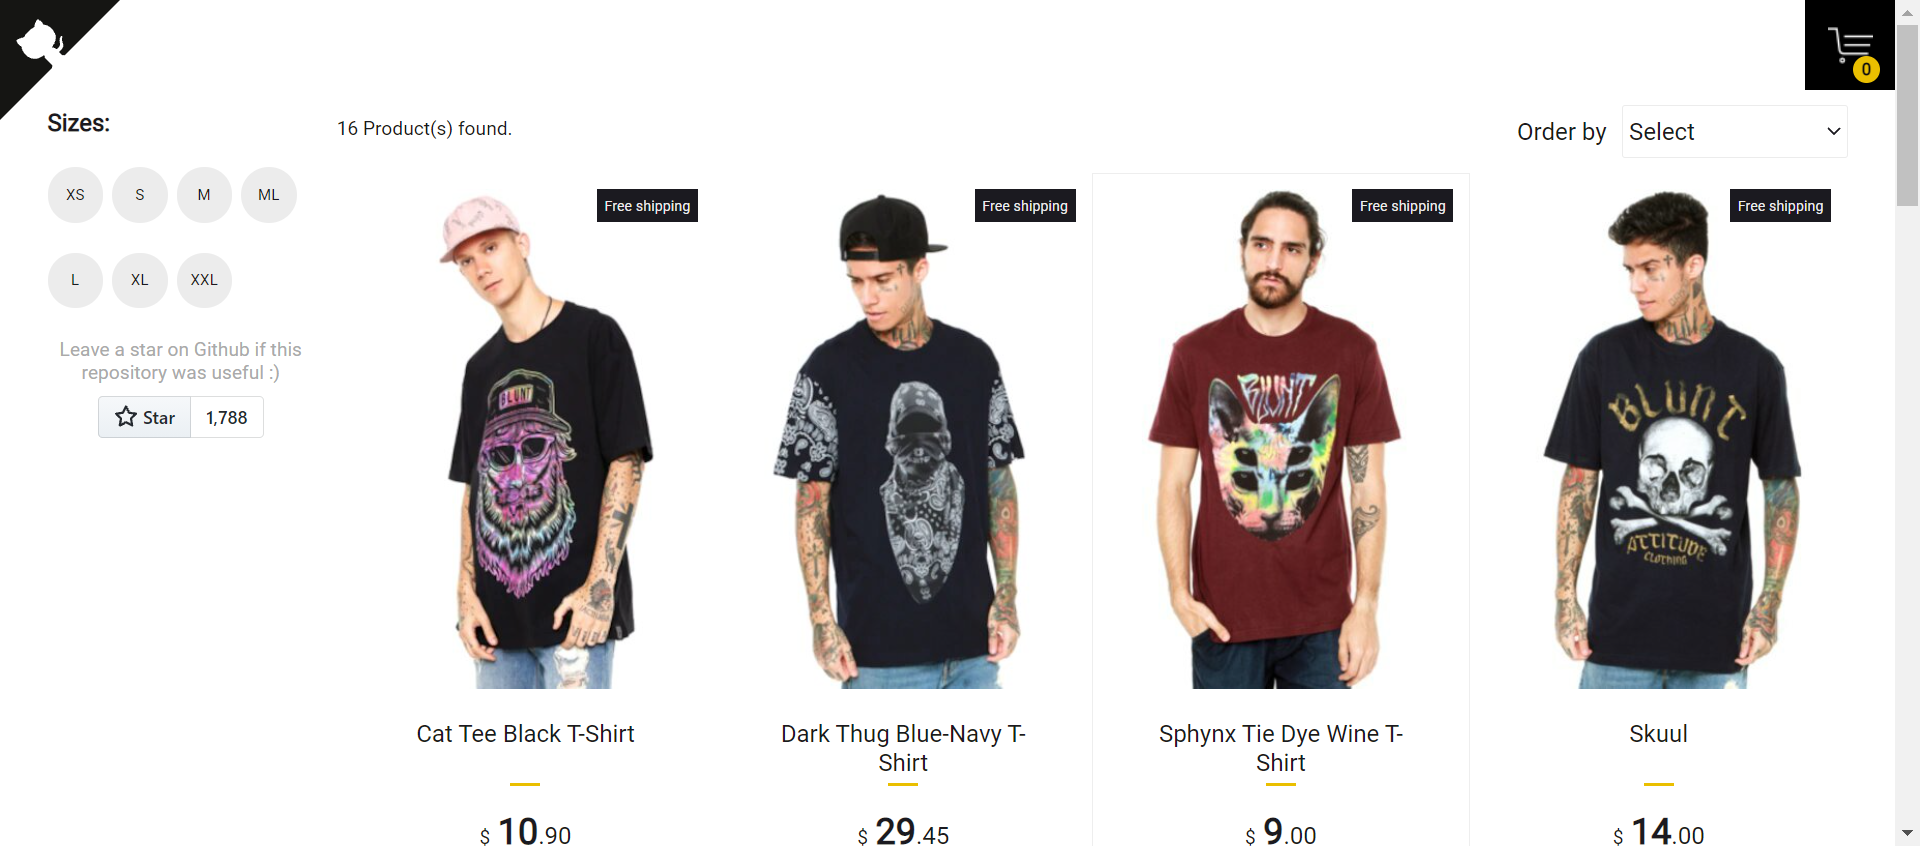 0
Sizes:
16 Product(s) found.
Order by
Select
XS
S
M
ML
L
XL
XXL
Leave a star on Github if this
repository was useful :)
Star
1,788
Free shipping
BLUNT
Cat Tee Black T-Shirt
$ 10.90
Free shipping
Dark Thug Blue-Navy T-
Shirt
$ 29.45
Free shipping
BLUNT
Sphynx Tie Dye Wine T-
Shirt
$ 9.00
Free shipping
BLUNT
ATTITUDE
CLOTHING
Skuul
$ 14.00